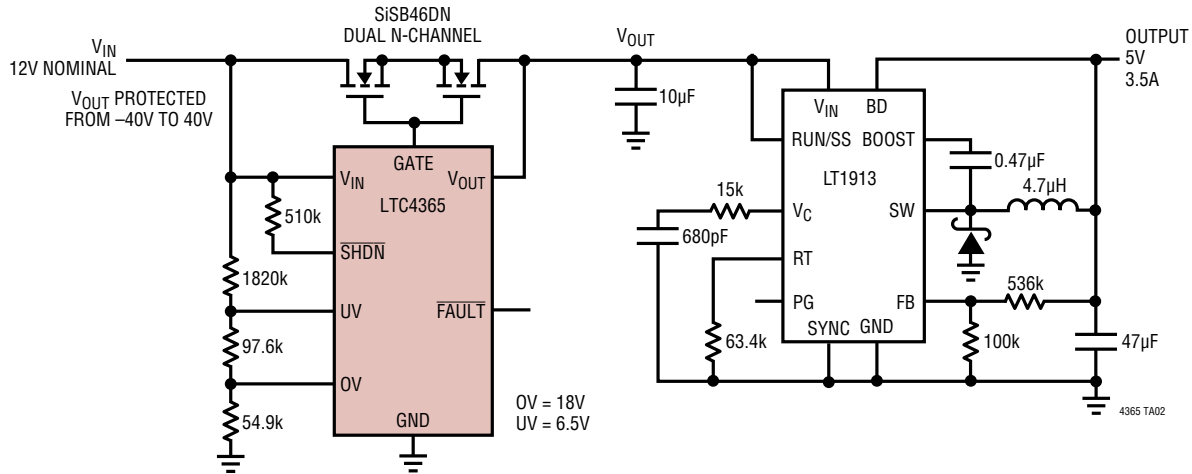 SiSB46DN
DUAL N-CHANNEL
VIN
12V NOMINAL
VOUT PROTECTED
FROM –40V TO 40V
VOUT
10µF
OUTPUT
5V
3.5A
GATE
VIN
VOUT
LTC4365
510k
SHDN
1820k
UV
FAULT
97.6k
OV
54.9k
GND
OV = 18V
UV = 6.5V
VIN
BD
RUN/SS
BOOST
LT1913
0.47µF
4.7µH
15k
VC
SW
680pF
RT
536k
PG
FB
SYNC
GND
63.4k
100k
47µF
4365 TA02